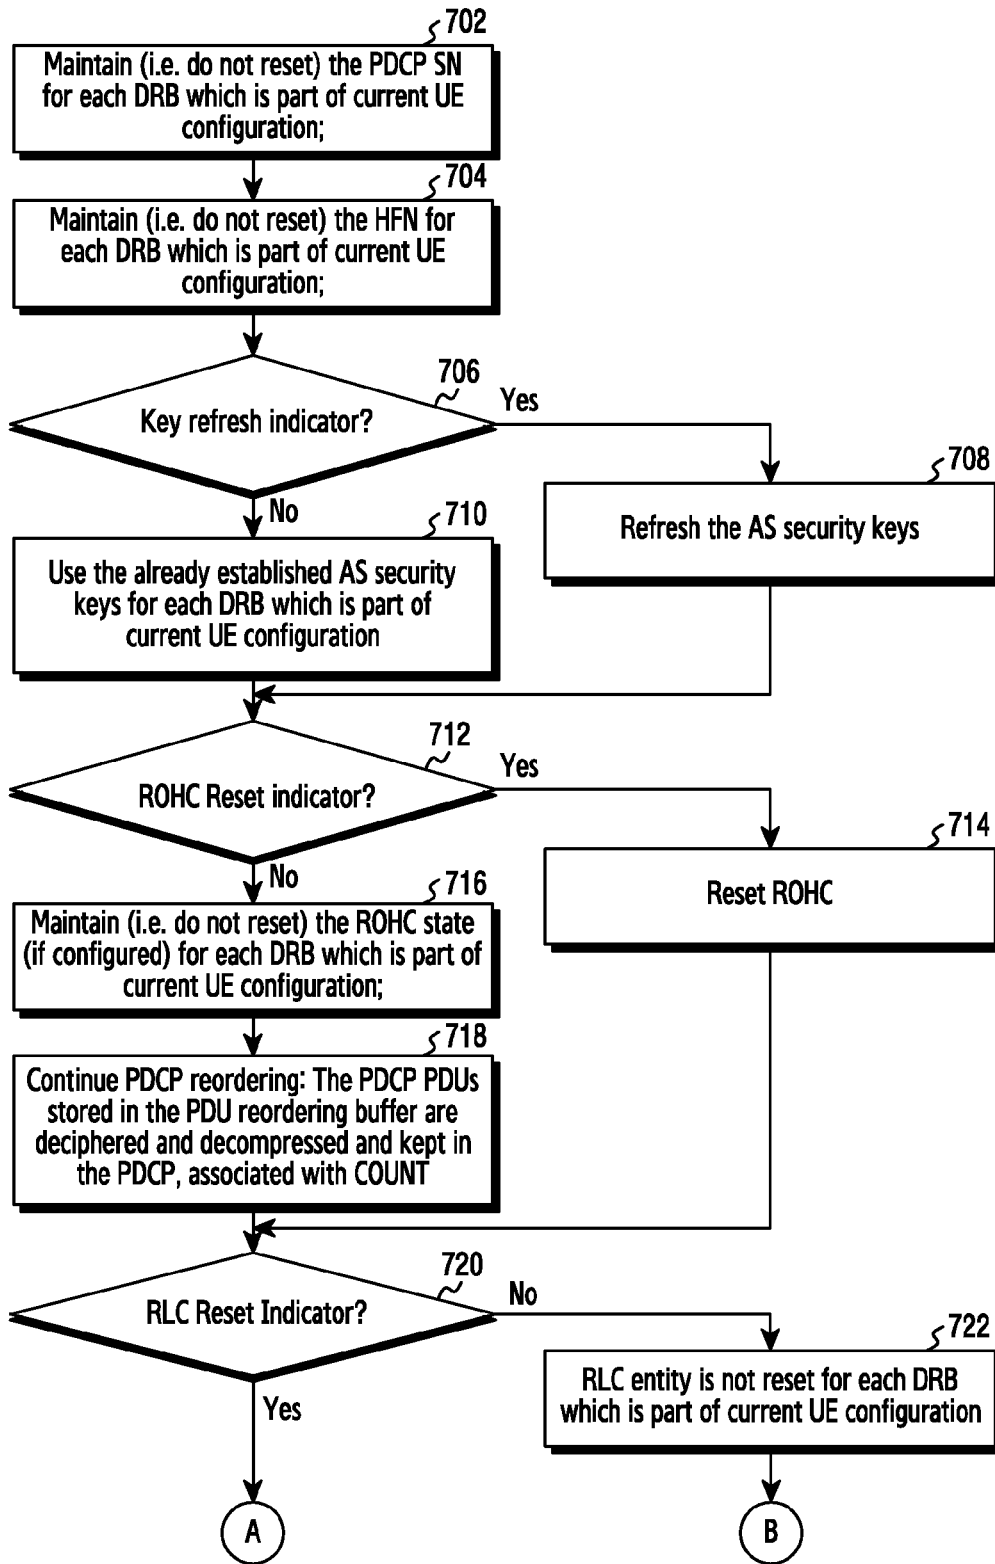 702
Maintain (i.e. do not reset) the PDCP SN
for each DRB which is part of current UE
configuration;
704
Maintain (i.e. do not reset) the HFN for
each DRB which is part of current UE
configuration;
706
Key refresh indicator?
Yes
708
Refresh the AS security keys
No
710
Use the already established AS security
keys for each DRB which is part of
current UE configuration
712
ROHC Reset indicator?
Yes
714
Reset ROHC
No
716
Maintain (i.e. do not reset) the ROHC state
(if configured) for each DRB which is part of
current UE configuration;
718
Continue PDCP reordering: The PDCP PDUs
stored in the PDU reordering buffer are
deciphered and decompressed and kept in
the PDCP, associated with COUNT
720
RLC Reset Indicator?
No
722
RLC entity is not reset for each DRB
which is part of current UE configuration
Yes
A
B